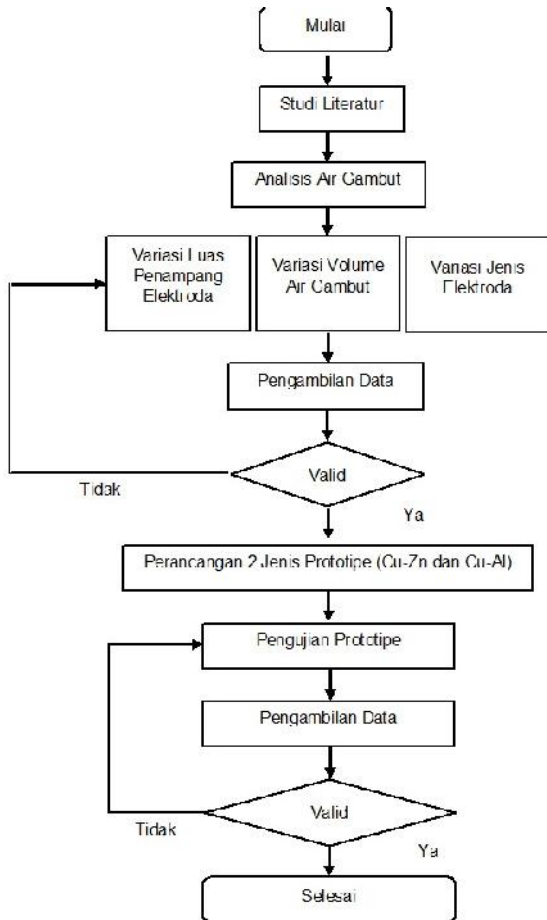 Mulai
Studi Literatur
Analisis Air Gambut
Variasi Luas
Penampang
Elektroda
Variasi Volume
Air Gambut
Variasi Jenis
Elektroda
Pengambilan Data
Valid
Tidak
Ya
Perancangan 2 Jenis Prototipe (Cu-Zn dan Cu-Al)
Pengujian Prototipe
Pengambilan Data
Valid
Tidak
Ya
Selesai